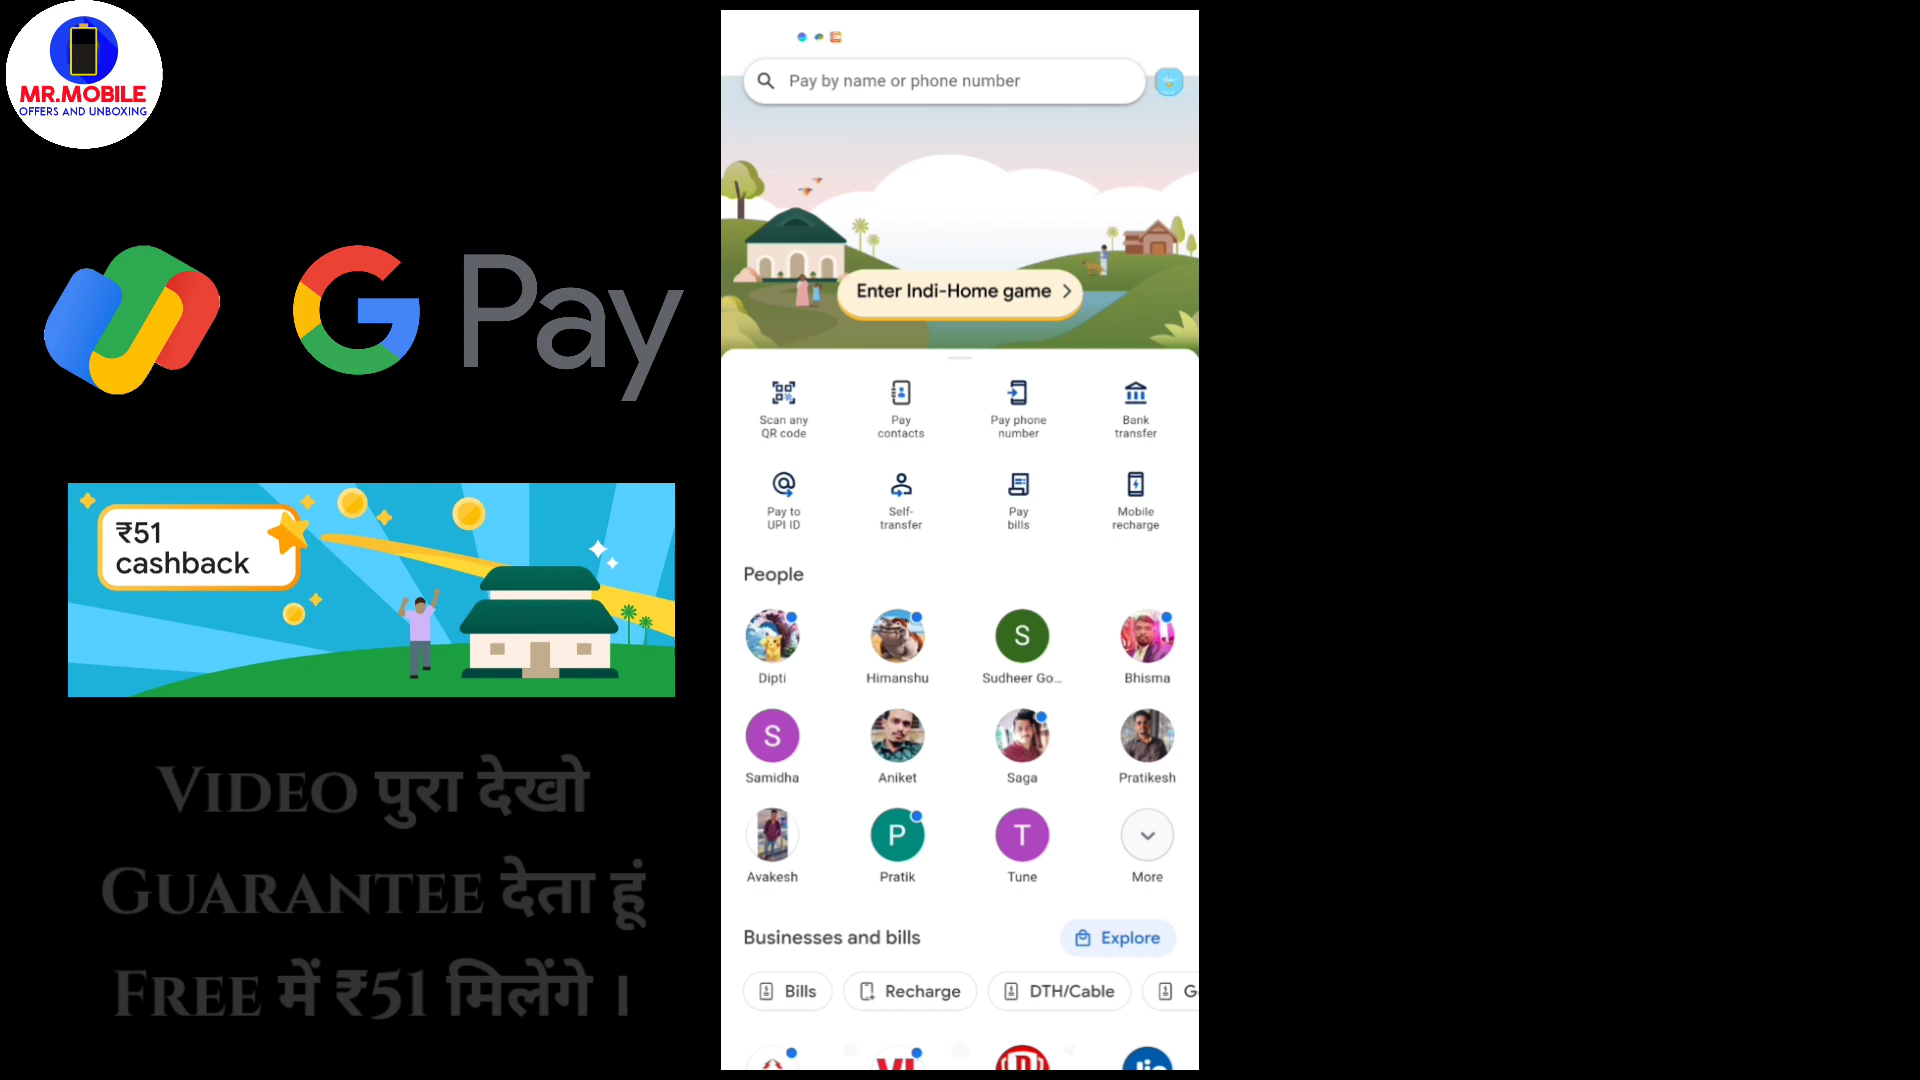 MR.MOBILE
OFFERS AND UNBOXING
G Pay
₹51
cashback
VIDEO पुरा देखो
GUARANTEE देता हूं
FREE में ₹51 मिलेंगे ।
Pay by name or phone number
Enter Indi-Home game
Scan any
QR code
Pay
contacts
Pay phone
number
Bank
transfer
Pay to
UPI ID
Self-
transfer
Pay
bills
Mobile
recharge
People
S
Dipti
Himanshu
Sudheer Go...
Bhisma
S
Samidha
Aniket
Saga
Pratikesh
P
T
Avakesh
Pratik
Tune
More
Businesses and bills
Explore
Bills
Recharge
DTH/Cable